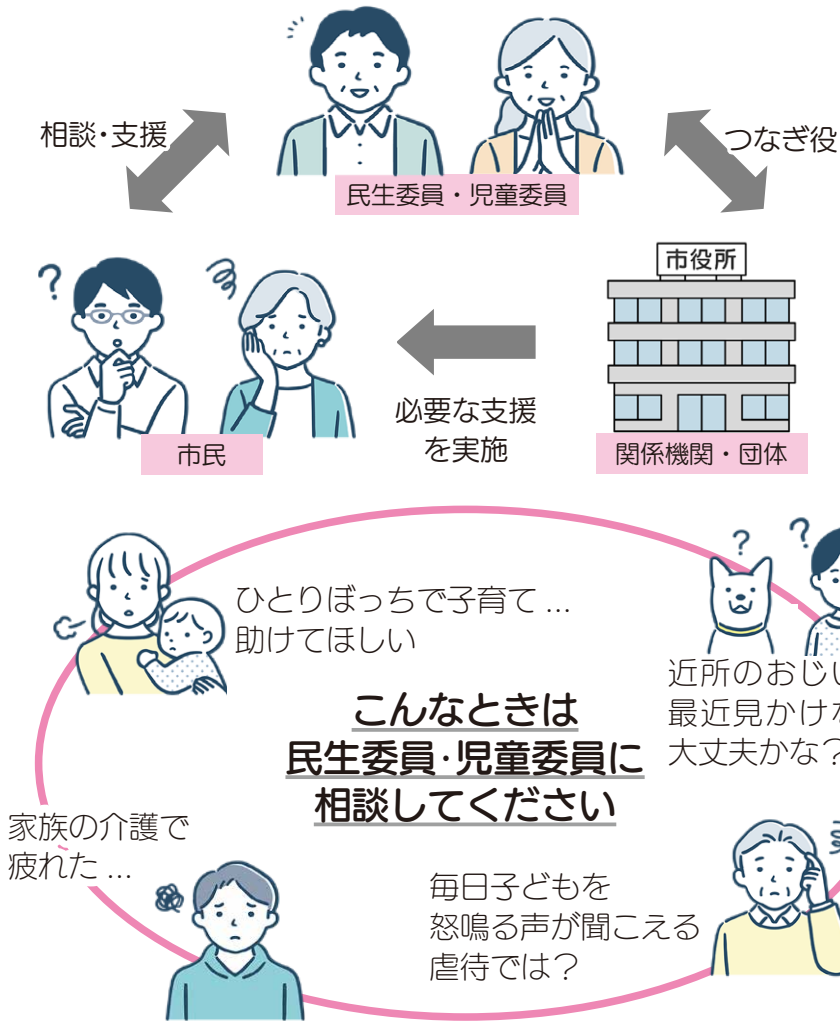 相談・支援
つなぎ役
民生委員・児童委員
市役所
必要な支援
を実施
市民
関係機関・団体
ひとりぼっちで子育て…
助けてほしい
近所のおじい
最近見かけな
大丈夫かな?
こんなときは
民生委員・児童委員に
相談してください
家族の介護で
疲れた…
毎日子どもを
怒鳴る声が聞こえる
虐待では?